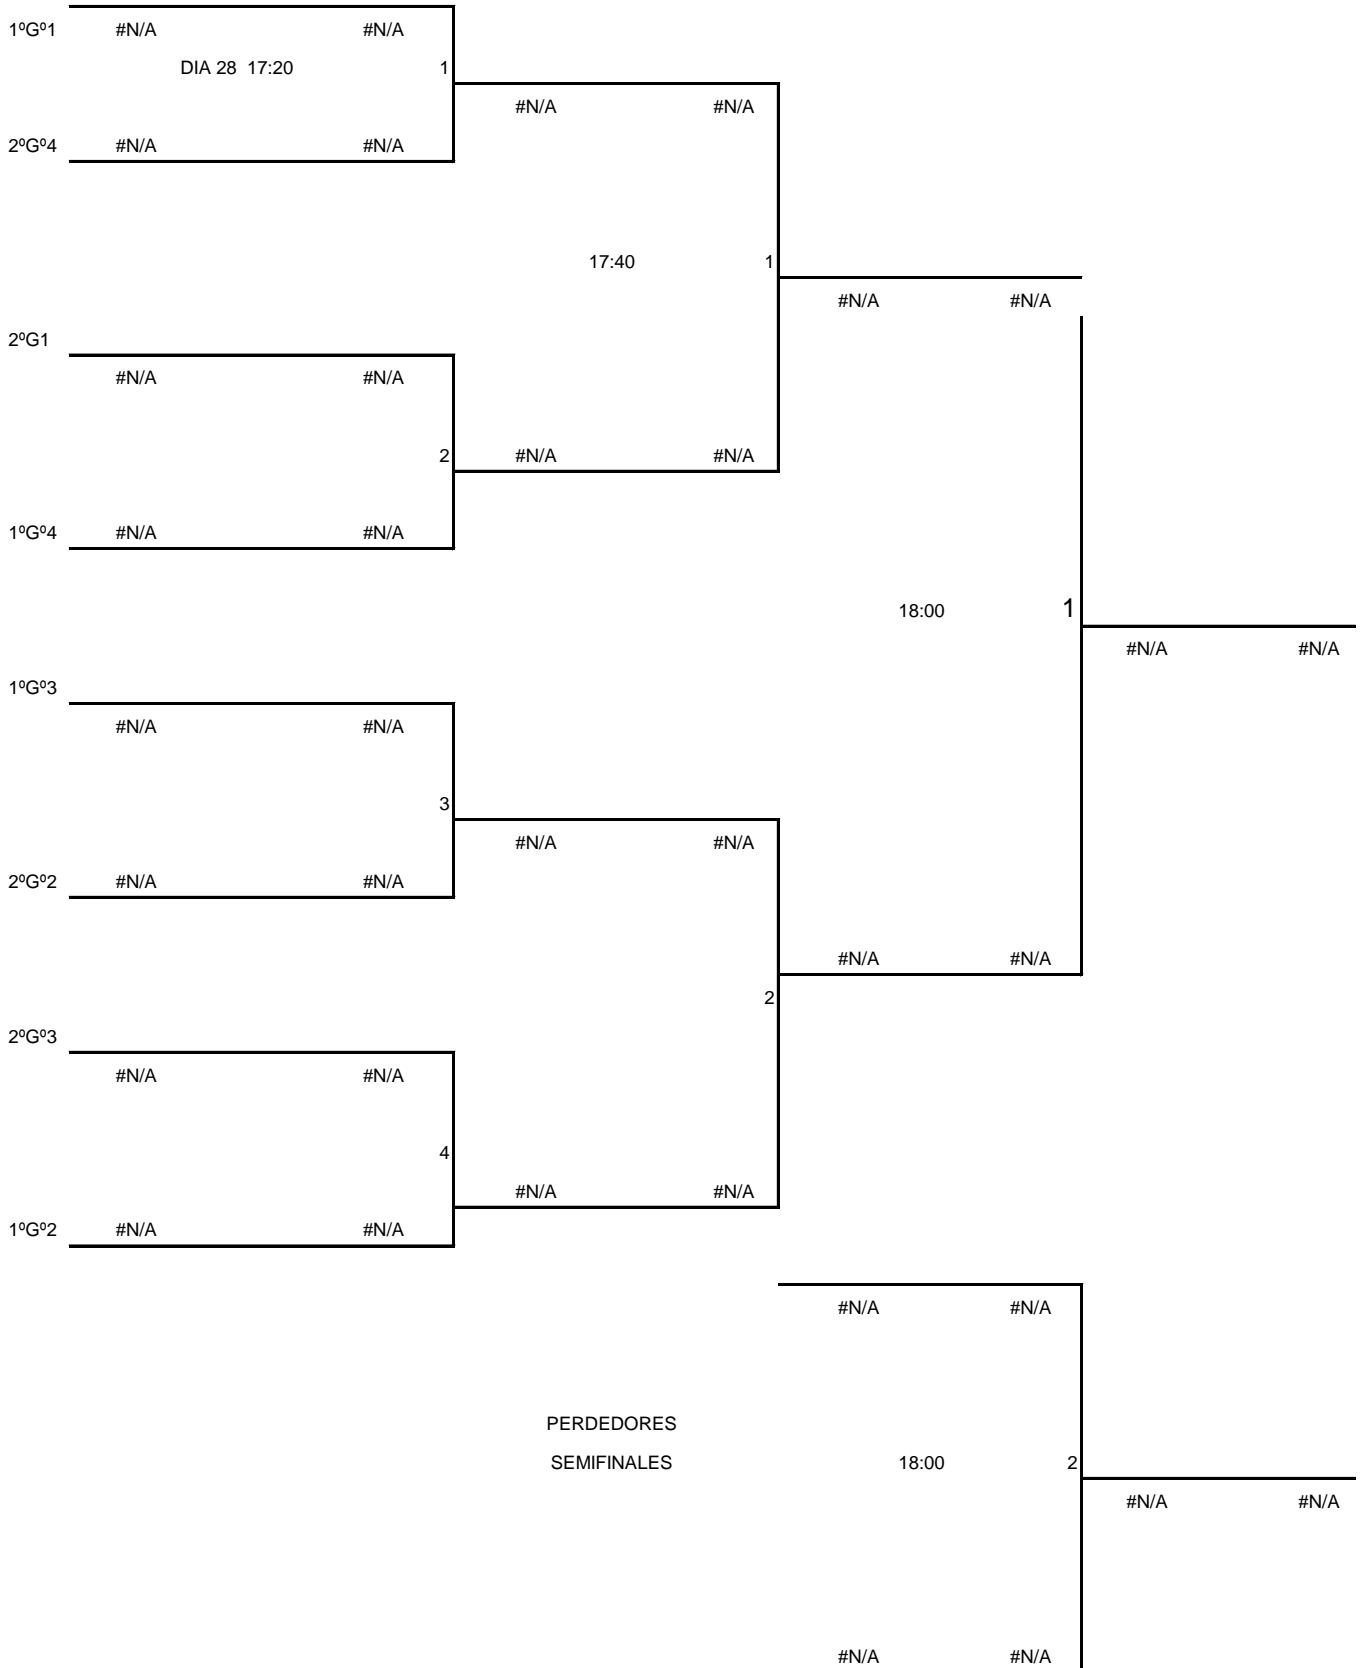 1ºGº1 #N/A #N/A
DIA 28 17:20 1
#N/A #N/A
2ºGº4 #N/A #N/A
17:40 1
#N/A #N/A
2ºG1
#N/A #N/A
2 #N/A #N/A
1ºGº4 #N/A #N/A
18:00 1
#N/A #N/A
1ºGº3
#N/A #N/A
3
#N/A #N/A
2ºGº2 #N/A #N/A
#N/A #N/A
2
2ºGº3
#N/A #N/A
4
#N/A #N/A
1ºGº2 #N/A #N/A
#N/A #N/A
PERDEDORES
SEMIFINALES 18:00 2
#N/A #N/A
#N/A #N/A